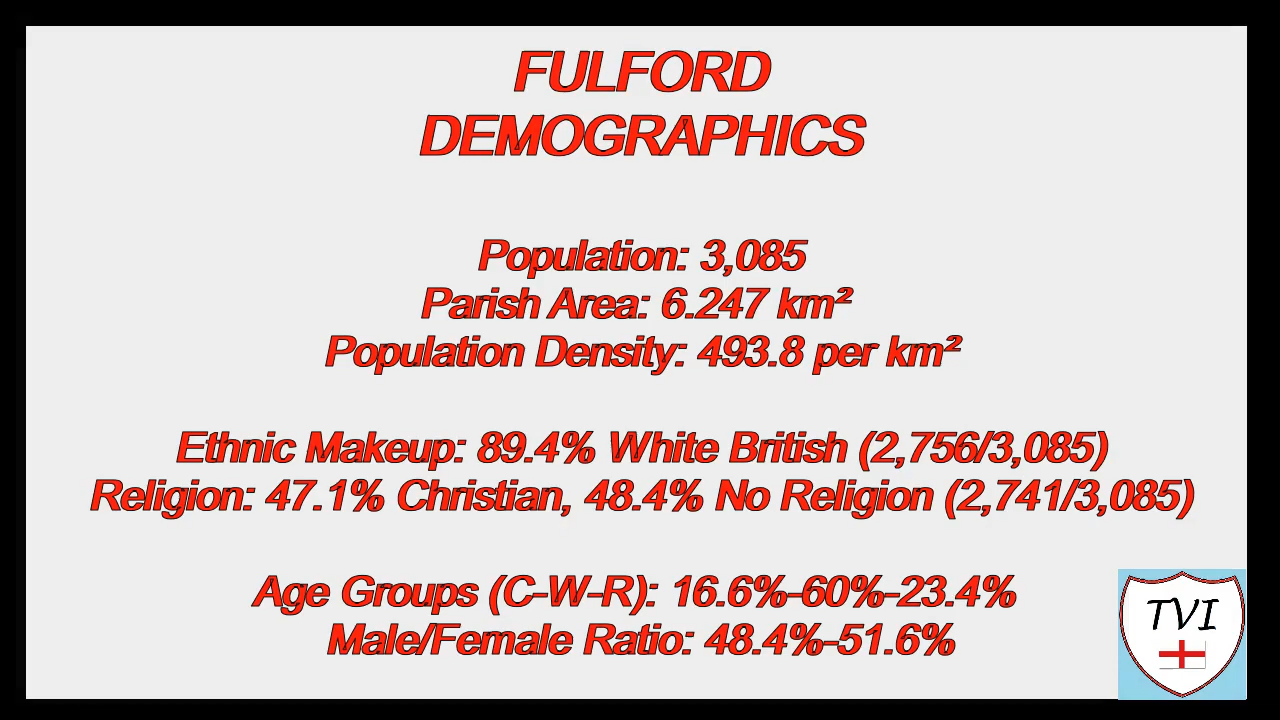 FULFORD
DEMOGRAPHICS
Population: 3,085
Parish Area: 6.247 km²
Population Density: 493.8 per km²
Ethnic Makeup: 89.4% White British (2,756/3,085)
Religion: 47.1% Christian, 48.4% No Religion (2,741/3,085)
Age Groups (C-W-R): 16.6%-60%-23.4%
Male/Female Ratio: 48.4%-51.6%
TVI